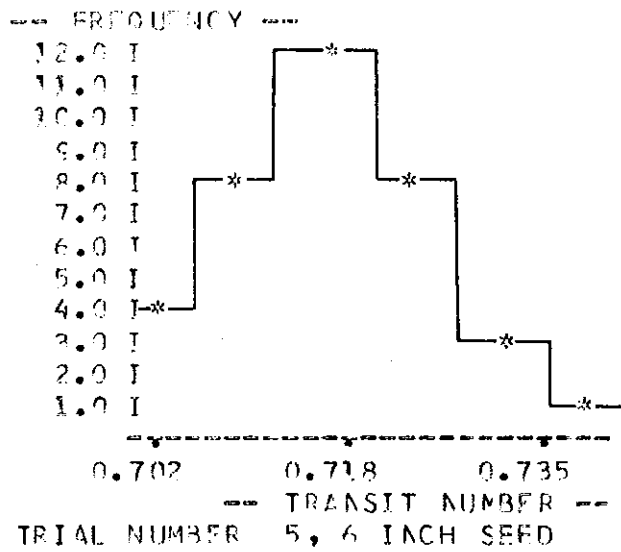 -- FREQUENCY --
12.0 I
11.0 I
10.0 I
9.0 I
8.0 I
7.0 I
6.0 I
5.0 I
4.0 I
3.0 I
2.0 I
1.0 I
0.702 0.718 0.735
-- TRANSIT NUMBER --
TRIAL NUMBER 5, 6 INCH SEED